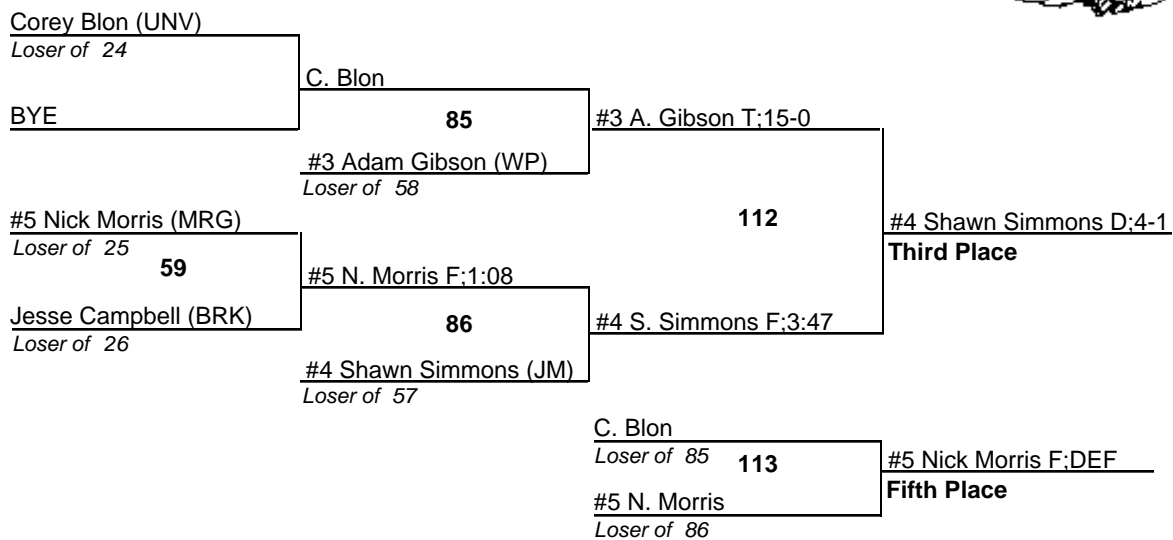 Corey Blon (UNV)
Loser of 24
C. Blon
BYE
85
#3 A. Gibson T;15-0
#3 Adam Gibson (WP)
Loser of 58
#5 Nick Morris (MRG)
Loser of 25
112
#4 Shawn Simmons D;4-1
Third Place
59
#5 N. Morris F;1:08
Jesse Campbell (BRK)
Loser of 26
86
#4 S. Simmons F;3:47
#4 Shawn Simmons (JM)
Loser of 57
C. Blon
Loser of 85
113
#5 Nick Morris F;DEF
Fifth Place
#5 N. Morris
Loser of 86